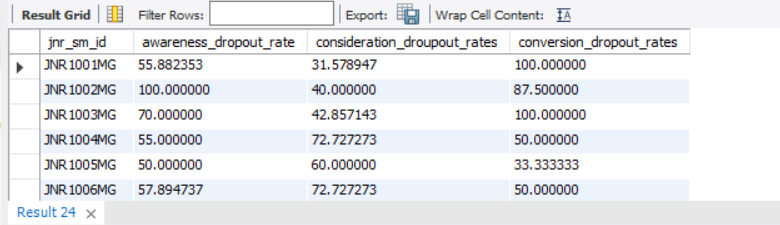 Result Grid Filter Rows: Export: Wrap Cell Content: IA
jnr_sm_id awareness_dropout_rate consideration_droupout_rates conversion_dropout_rates
JNR1001MG 55.882353 31.578947 100.000000
JNR1002MG 100.000000 40.000000 87.500000
JNR1003MG 70.000000 42.857143 100.000000
JNR1004MG 55.000000 72.727273 50.000000
JNR1005MG 50.000000 60.000000 33.333333
JNR1006MG 57.894737 72.727273 50.000000
Result 24 ×